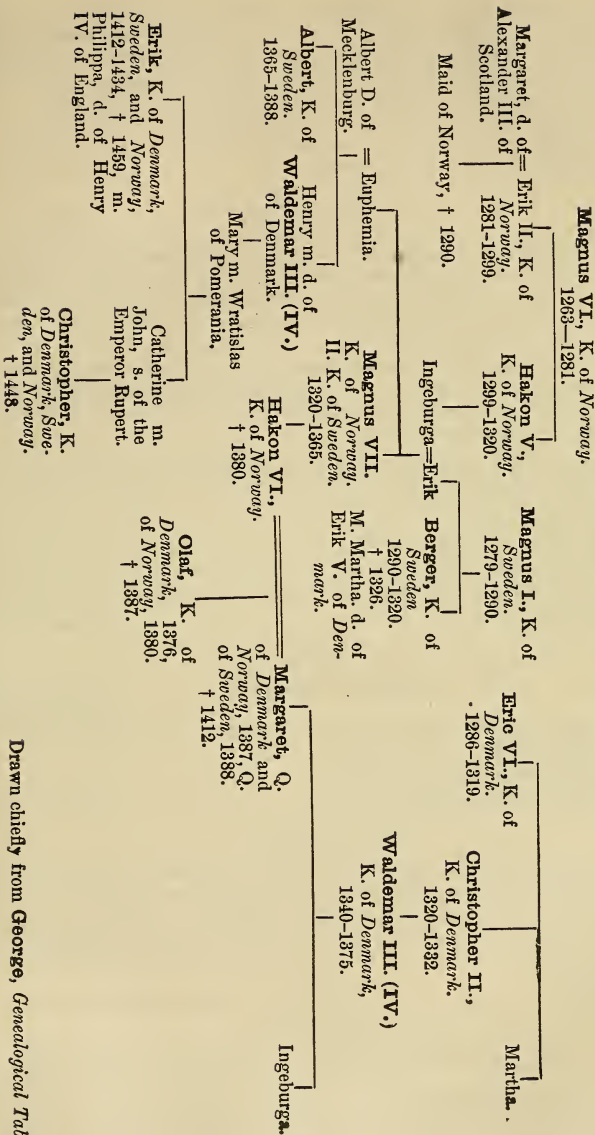 Magnus VI., K. of Norway.
1263—1281.
Magnus I., K. of
Sweden.
1279-1290.
Eric VI., K. of
Denmark.
1286-1319.
Christopher II.,
K. of Denmark.
1320-1332.
Martha.
Margaret, d. of = Erik II., K. of
Alexander III. of Norway.
Scotland. 1281-1299.
Hakon V.,
K. of Norway.
1299-1320.
Maid of Norway, † 1290.
Ingeburga=Erik
Berger, K. of
Sweden
1290-1320.
† 1326.
M. Martha. d. of
Erik V. of Den-
mark.
Waldemar III. (IV.)
K. of Denmark,
1340-1375.
Albert D. of = Euphemia.
Mecklenburg.
Magnus VII.
K. of Norway.
II. K. of Sweden.
1320-1365.
Albert, K. of
Sweden.
1365-1388.
Henry m. d. of
Waldemar III. (IV.)
of Denmark.
Hakon VI.,
K. of Norway.
† 1380.
Margaret, Q.
of Denmark and
Norway, 1387, Q.
of Sweden, 1388.
† 1412.
Ingeburga.
Mary m. Wratislas
of Pomerania.
Olaf, K. of
Denmark, 1376,
of Norway, 1380.
† 1387.
Erik, K. of Denmark,
Sweden, and Norway,
1412-1434, † 1459, m.
Philippa, d. of Henry
IV. of England.
Catherine m.
John, s. of the
Emperor Rupert.
Christopher, K.
of Denmark, Swe-
den, and Norway.
† 1448.
Drawn chiefly from George, Genealogical Tab